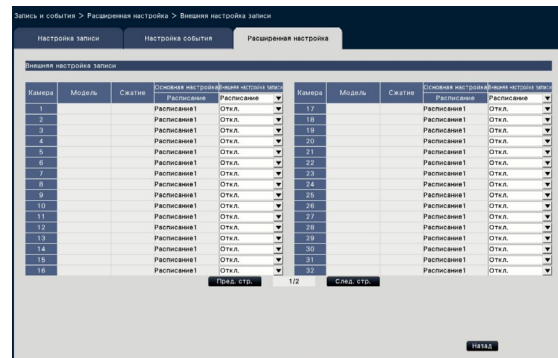 Запись и события > Расширенная настройка > Внешняя настройка записи
Настройка записи Настройка события Расширенная настройка
Внешняя настройка записи
Камера Модель Сжатие Основная настройка Внешняя настройка записи Камера Модель Сжатие Основная настройка Внешняя настройка записи
Расписание Расписание Расписание Расписание
1 Расписание1 Откл. 17 Расписание1 Откл.
2 Расписание1 Откл. 18 Расписание1 Откл.
3 Расписание1 Откл. 19 Расписание1 Откл.
4 Расписание1 Откл. 20 Расписание1 Откл.
5 Расписание1 Откл. 21 Расписание1 Откл.
6 Расписание1 Откл. 22 Расписание1 Откл.
7 Расписание1 Откл. 23 Расписание1 Откл.
8 Расписание1 Откл. 24 Расписание1 Откл.
9 Расписание1 Откл. 25 Расписание1 Откл.
10 Расписание1 Откл. 26 Расписание1 Откл.
11 Расписание1 Откл. 27 Расписание1 Откл.
12 Расписание1 Откл. 28 Расписание1 Откл.
13 Расписание1 Откл. 29 Расписание1 Откл.
14 Расписание1 Откл. 30 Расписание1 Откл.
15 Расписание1 Откл. 31 Расписание1 Откл.
16 Расписание1 Откл. 32 Расписание1 Откл.
Пред. стр. 1/2 След. стр.
Назад